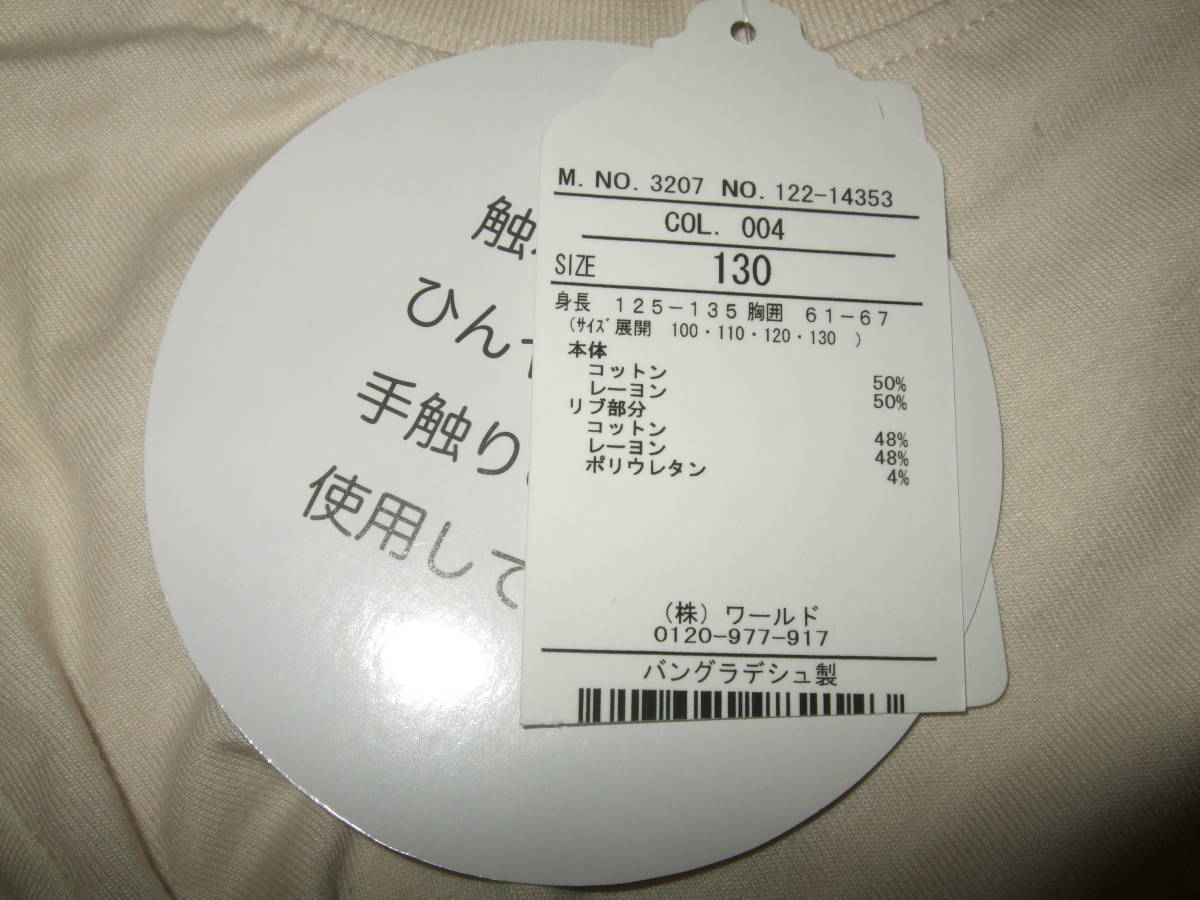 M. NO. 3207 NO. 122-14353
COL. 004
SIZE 130
身長 125-135 胸囲 61-67
(ｻｲｽﾞ展開 100・110・120・130 )
本体
コットン 50%
レーヨン 50%
リブ部分
コットン 48%
レーヨン 48%
ポリウレタン 4%
(株) ワールド
0120-977-917
バングラデシュ製
触
ひん
手触り
使用して